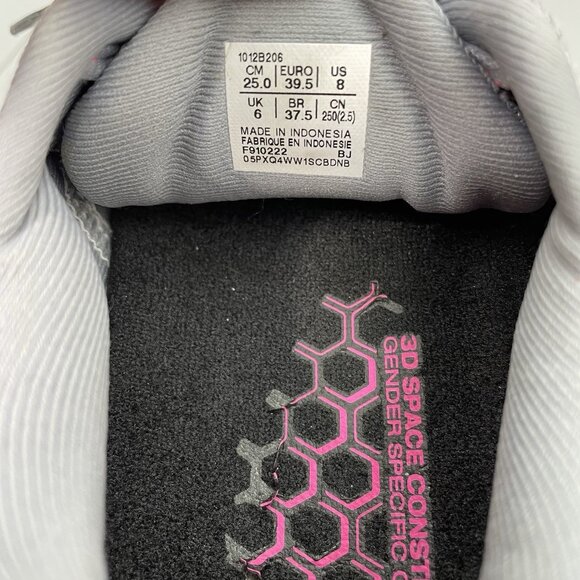 1012B206
CM EURO US
25.0 39.5 8
UK BR CN
6 37.5 250(2.5)
MADE IN INDONESIA
FABRIQUE EN INDONESIE
F910222 BJ
05PXQ4WW1SCBDNB
3D SPACE CONST
GENDER SPECIFIC